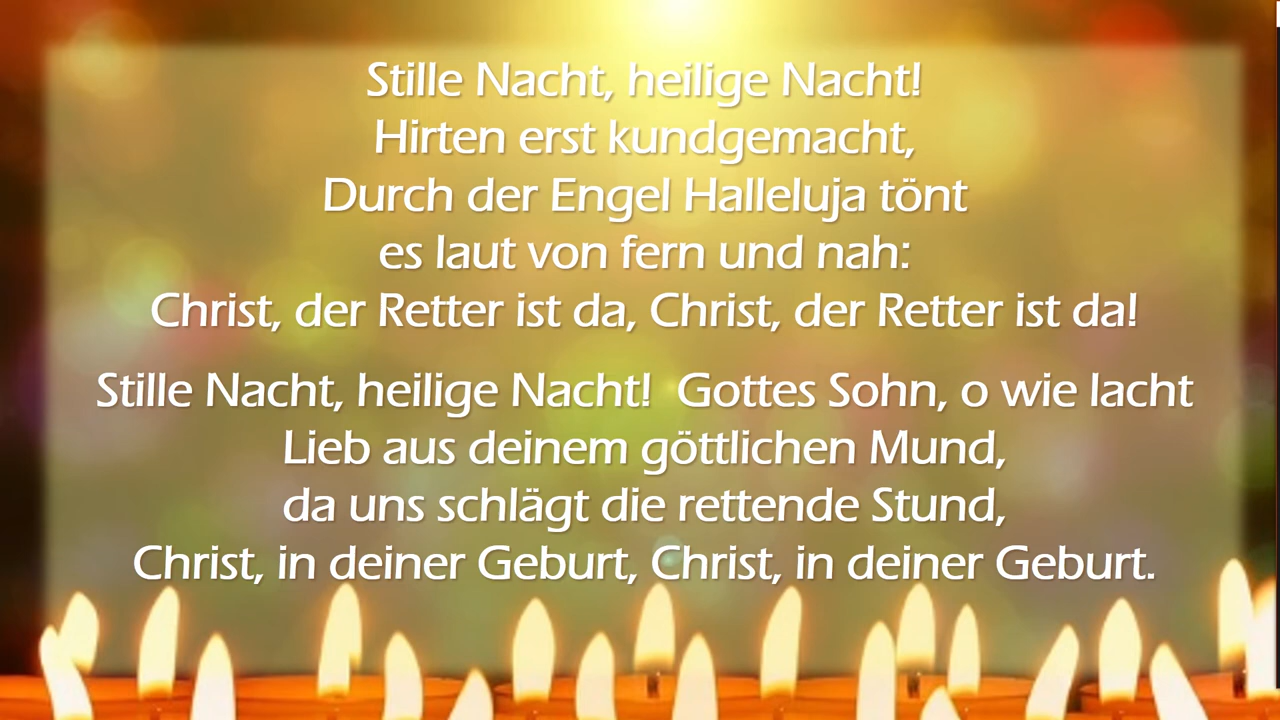 Stille Nacht, heilige Nacht!
Hirten erst kundgemacht,
Durch der Engel Halleluja tönt
es laut von fern und nah:
Christ, der Retter ist da, Christ, der Retter ist da!
Stille Nacht, heilige Nacht!  Gottes Sohn, o wie lacht
Lieb aus deinem göttlichen Mund,
da uns schlägt die rettende Stund,
Christ, in deiner Geburt, Christ, in deiner Geburt.